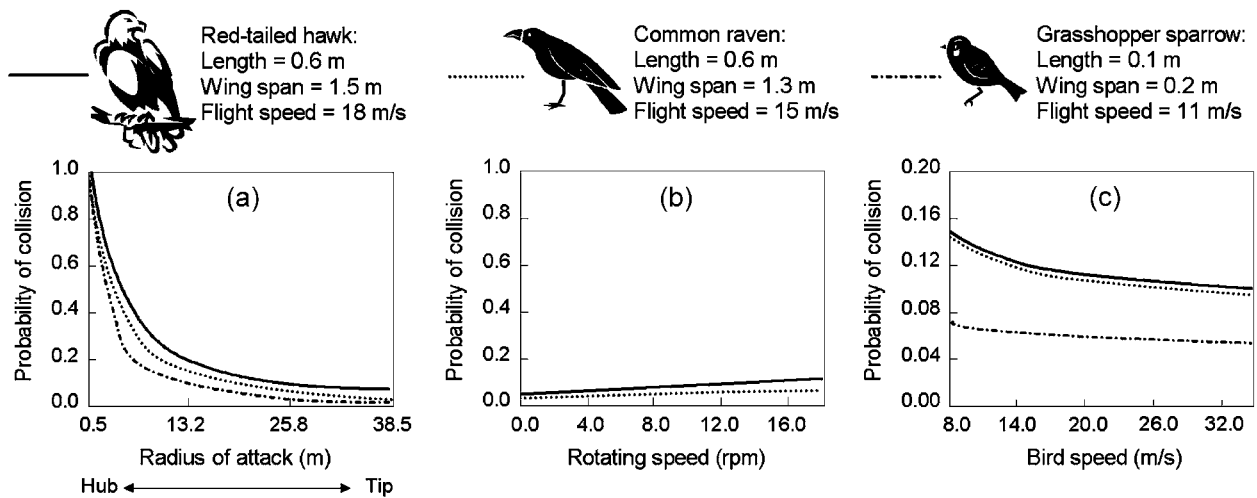 Red-tailed hawk:
Length = 0.6 m
Wing span = 1.5 m
Flight speed = 18 m/s
Common raven:
Length = 0.6 m
Wing span = 1.3 m
Flight speed = 15 m/s
Grasshopper sparrow:
Length = 0.1 m
Wing span = 0.2 m
Flight speed = 11 m/s
(a)
Probability of collision
1.0
0.8
0.6
0.4
0.2
0.0
0.5 13.2 25.8 38.5
Radius of attack (m)
Hub Tip
(b)
Probability of collision
1.0
0.8
0.6
0.4
0.2
0.0
0.0 4.0 8.0 12.0 16.0
Rotating speed (rpm)
(c)
Probability of collision
0.20
0.16
0.12
0.08
0.04
0.00
8.0 14.0 20.0 26.0 32.0
Bird speed (m/s)